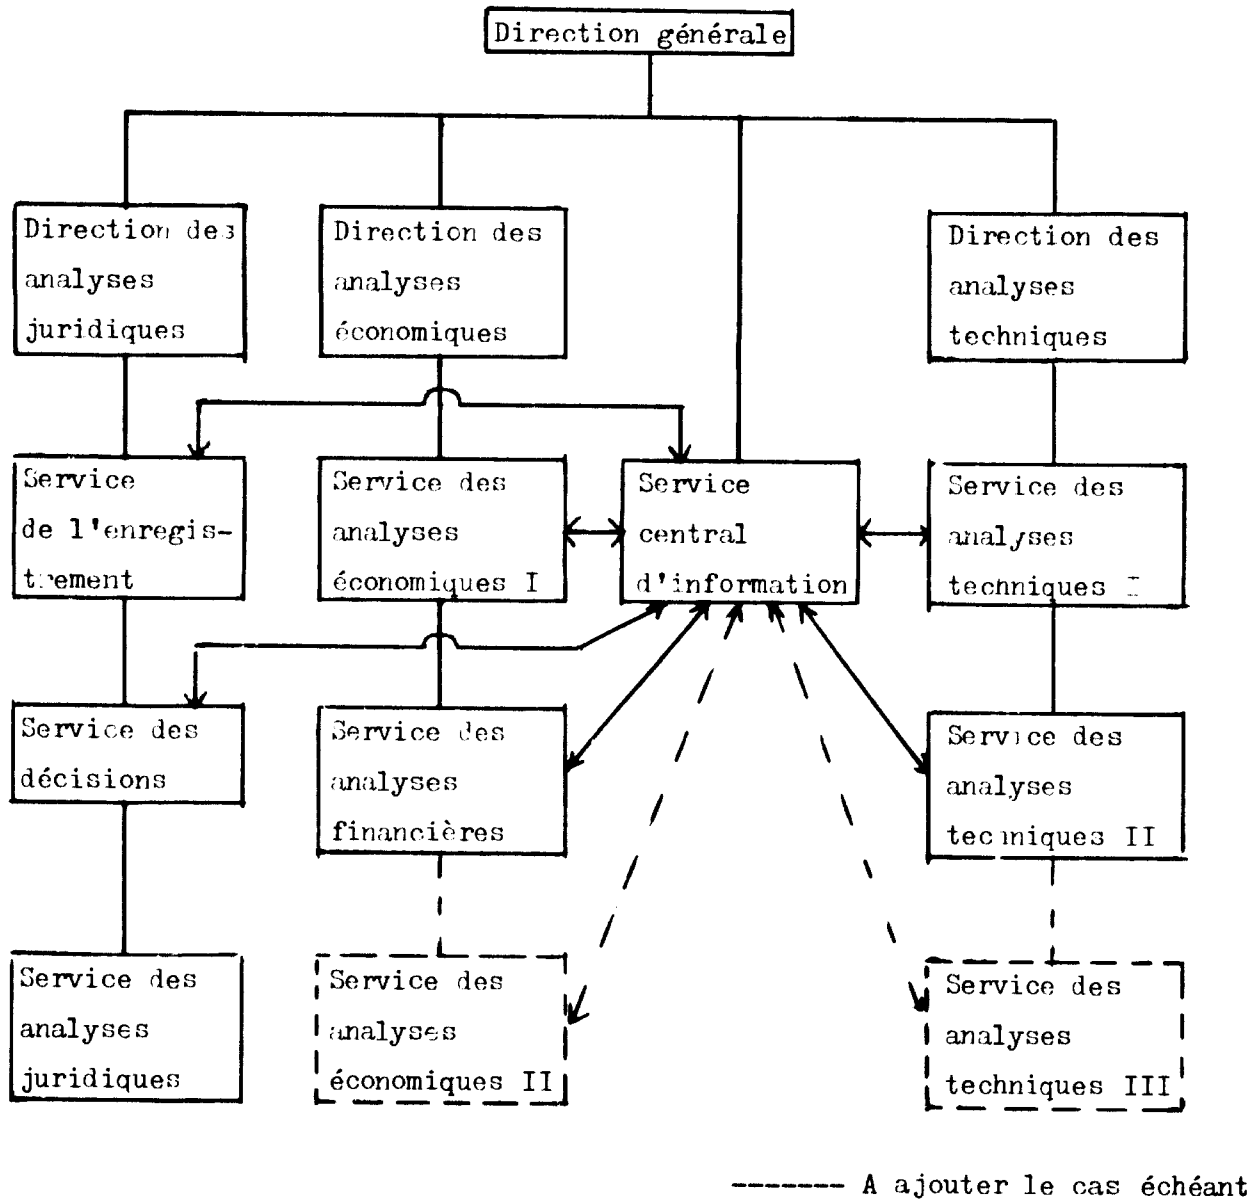 Direction générale
Direction des
analyses
juridiques
Direction des
analyses
économiques
Direction des
analyses
techniques
Service
de l'enregis-
trement
Service des
analyses
économiques I
Service
central
d'information
Service des
analyses
techniques I
Service des
décisions
Service des
analyses
financières
Service des
analyses
techniques II
Service des
analyses
juridiques
Service des
analyses
économiques II
Service des
analyses
techniques III
------- A ajouter le cas échéant